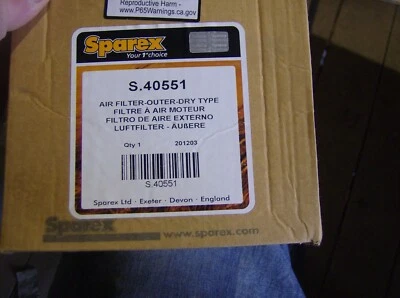 Reproductive Harm -
www.P65Warnings.ca.gov
Sparex
Your 1st choice
S.40551
AIR FILTER-OUTER-DRY TYPE
FILTRE À AIR MOTEUR
FILTRO DE AIRE EXTERNO
LUFTFILTER - AUßERE
Qty 1 201203
S.40551
Sparex Ltd · Exeter · Devon · England
Sparex
www.sparex.com